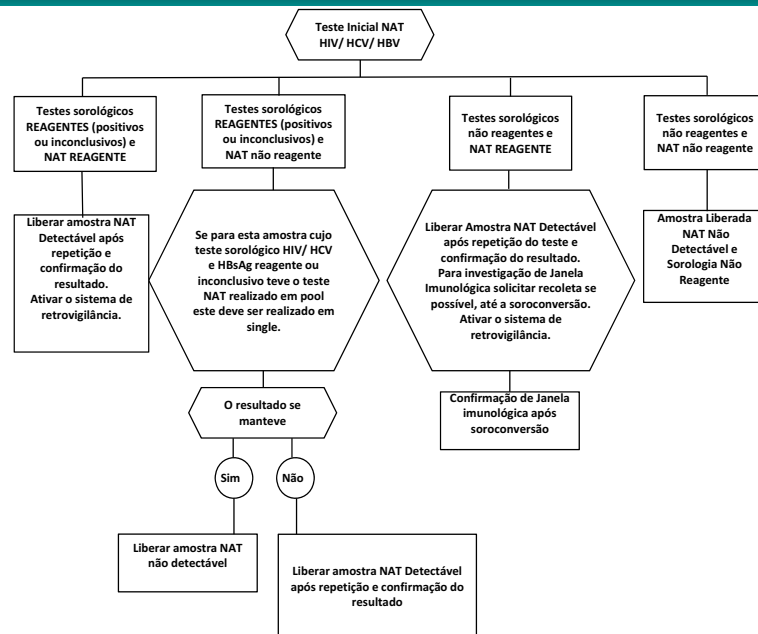 Teste Inicial NAT
HIV/ HCV/ HBV
Testes sorológicos
REAGENTES (positivos
ou inconclusivos) e
NAT REAGENTE
Testes sorológicos
REAGENTES (positivos
ou inconclusivos) e
NAT não reagente
Testes sorológicos
não reagentes e
NAT REAGENTE
Testes sorológicos
não reagentes e
NAT não reagente
Liberar amostra NAT
Detectável após
repetição e
confirmação do
resultado.
Ativar o sistema de
retrovigilância.
Se para esta amostra cujo
teste sorológico HIV/ HCV
e HBsAg reagente ou
inconclusivo teve o teste
NAT realizado em pool
este deve ser realizado em
single.
Liberar Amostra NAT Detectável
após repetição do teste e
confirmação do resultado.
Para investigação de Janela
Imunológica solicitar recoleta se
possível, até a soroconversão.
Ativar o sistema de
retrovigilância.
Amostra Liberada
NAT Não
Detectável e
Sorologia Não
Reagente
O resultado se
manteve
Confirmação de Janela
imunológica após
soroconversão
Sim
Não
Liberar amostra NAT
não detectável
Liberar amostra NAT Detectável
após repetição e confirmação do
resultado